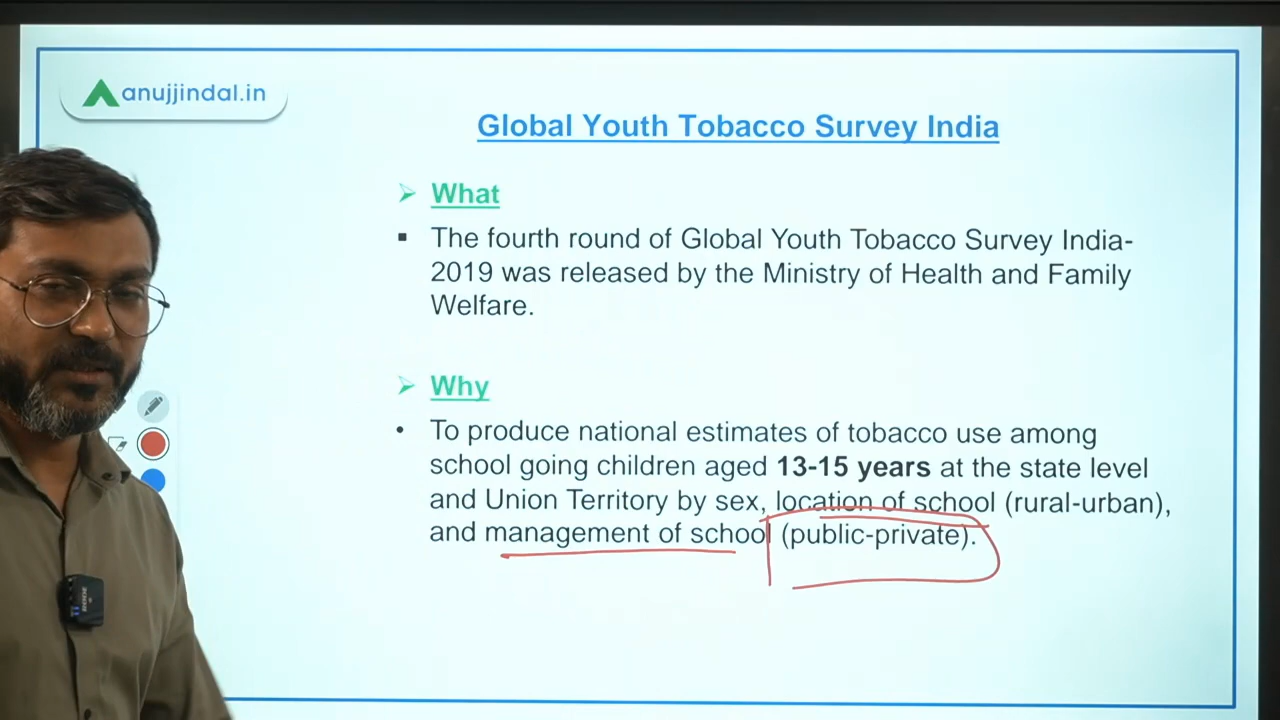 anujjindal.in
Global Youth Tobacco Survey India
What
The fourth round of Global Youth Tobacco Survey India-
2019 was released by the Ministry of Health and Family
Welfare.
Why
To produce national estimates of tobacco use among
school going children aged 13-15 years at the state level
and Union Territory by sex, location of school (rural-urban),
and management of school (public-private).